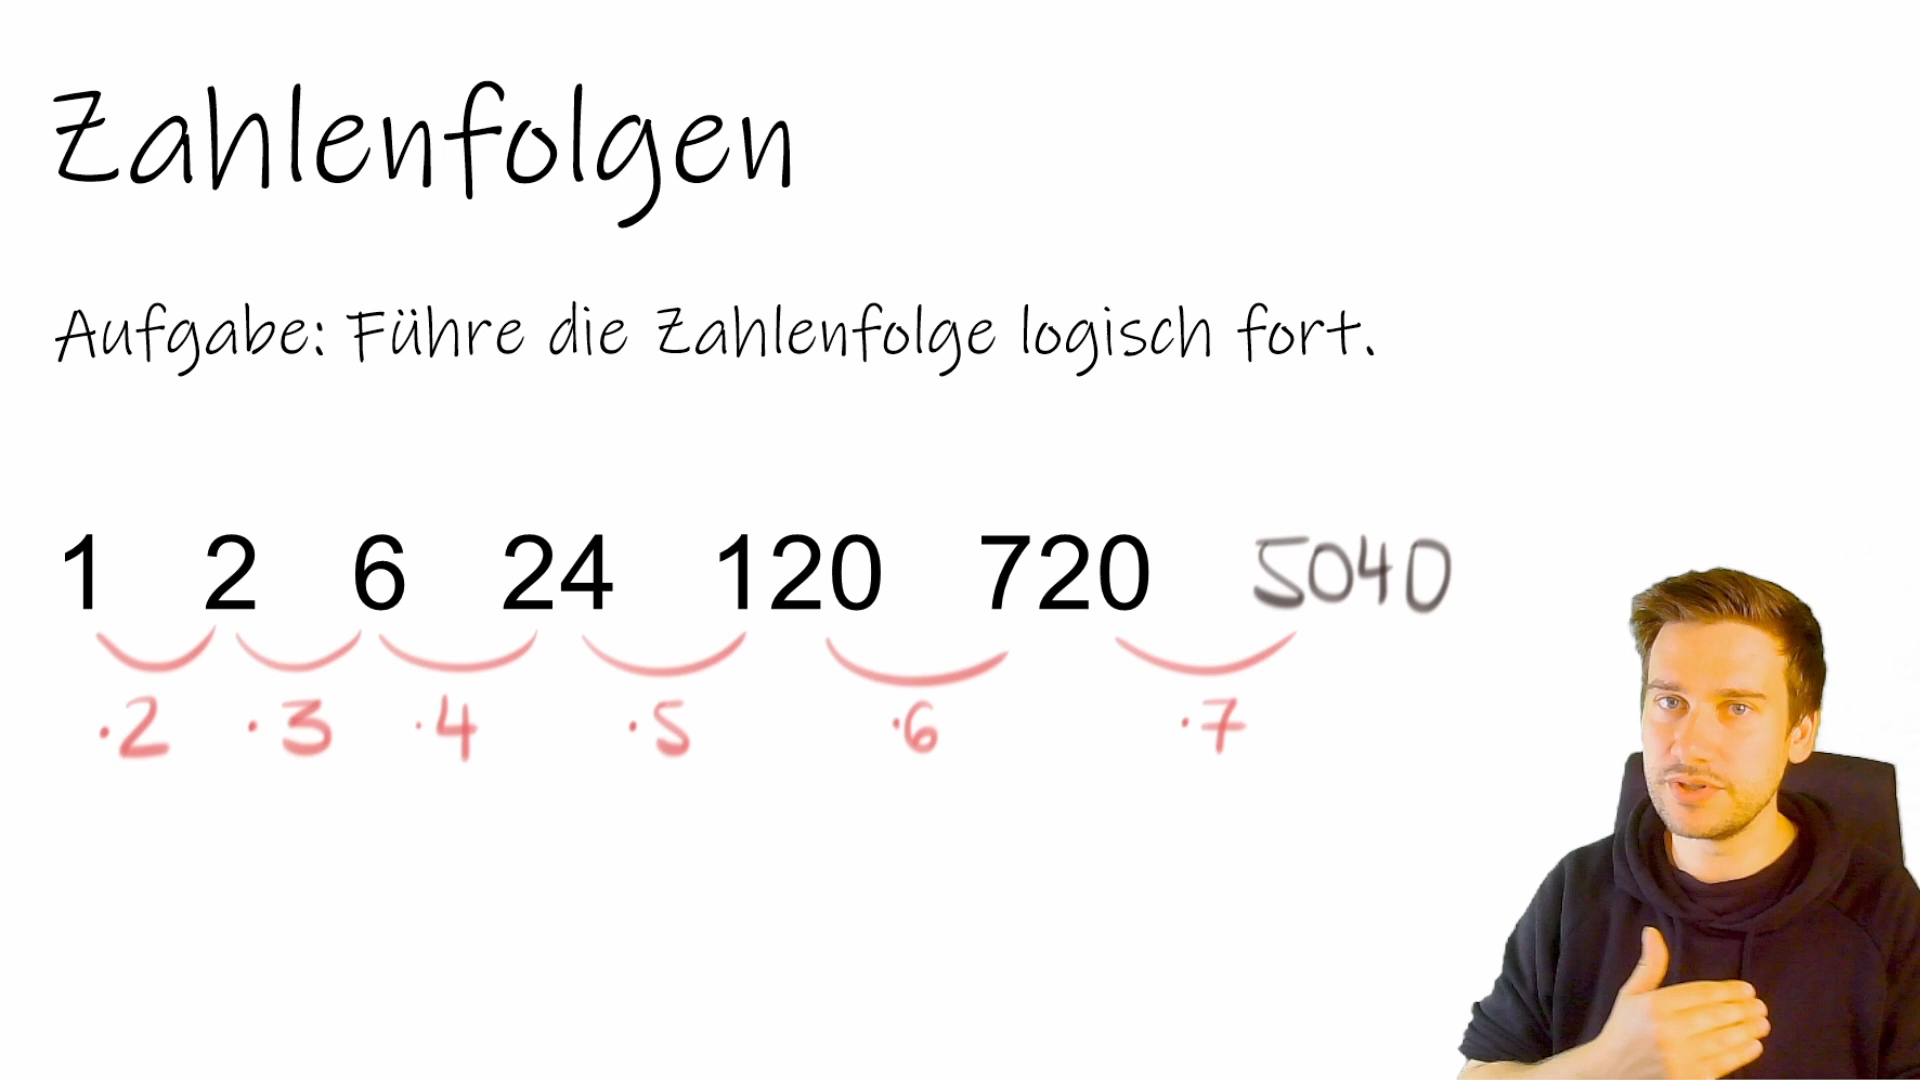 Zahlenfolgen
Aufgabe: Führe die Zahlenfolge logisch fort.
1 2 6 24 120 720 5040
·2 ·3 ·4 ·5 ·6 ·7